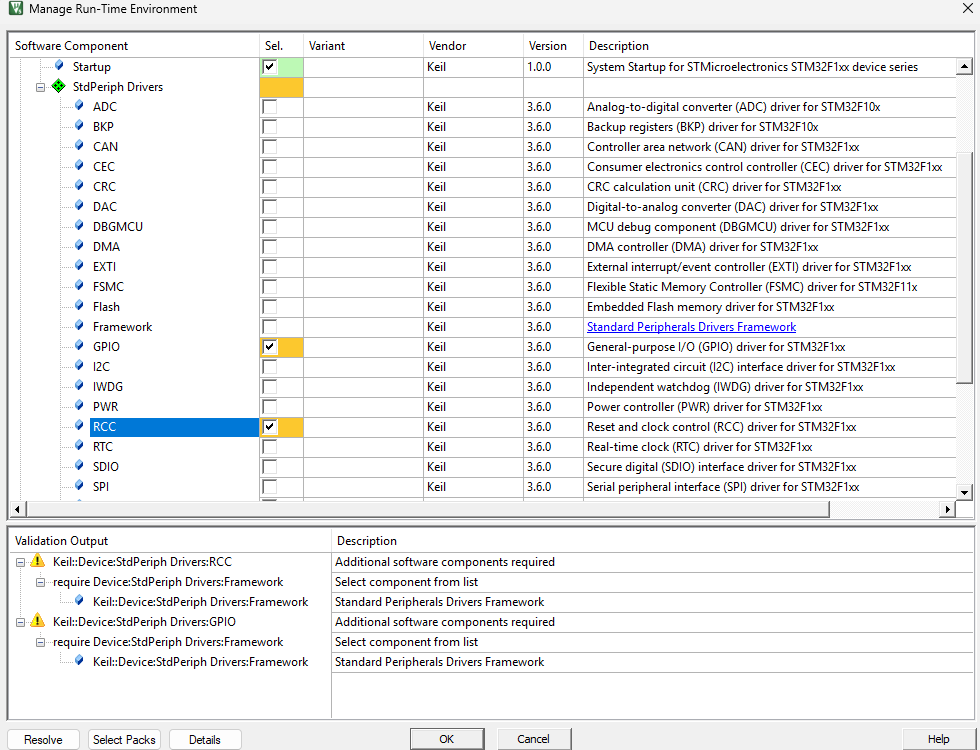 Manage Run-Time Environment
Software Component Sel. Variant Vendor Version Description
Startup Keil 1.0.0 System Startup for STMicroelectronics STM32F1xx device series
StdPeriph Drivers
ADC Keil 3.6.0 Analog-to-digital converter (ADC) driver for STM32F10x
BKP Keil 3.6.0 Backup registers (BKP) driver for STM32F10x
CAN Keil 3.6.0 Controller area network (CAN) driver for STM32F1xx
CEC Keil 3.6.0 Consumer electronics control controller (CEC) driver for STM32F1xx
CRC Keil 3.6.0 CRC calculation unit (CRC) driver for STM32F1xx
DAC Keil 3.6.0 Digital-to-analog converter (DAC) driver for STM32F1xx
DBGMCU Keil 3.6.0 MCU debug component (DBGMCU) driver for STM32F1xx
DMA Keil 3.6.0 DMA controller (DMA) driver for STM32F1xx
EXTI Keil 3.6.0 External interrupt/event controller (EXTI) driver for STM32F1xx
FSMC Keil 3.6.0 Flexible Static Memory Controller (FSMC) driver for STM32F11x
Flash Keil 3.6.0 Embedded Flash memory driver for STM32F1xx
Framework Keil 3.6.0 Standard Peripherals Drivers Framework
GPIO Keil 3.6.0 General-purpose I/O (GPIO) driver for STM32F1xx
I2C Keil 3.6.0 Inter-integrated circuit (I2C) interface driver for STM32F1xx
IWDG Keil 3.6.0 Independent watchdog (IWDG) driver for STM32F1xx
PWR Keil 3.6.0 Power controller (PWR) driver for STM32F1xx
RCC Keil 3.6.0 Reset and clock control (RCC) driver for STM32F1xx
RTC Keil 3.6.0 Real-time clock (RTC) driver for STM32F1xx
SDIO Keil 3.6.0 Secure digital (SDIO) interface driver for STM32F1xx
SPI Keil 3.6.0 Serial peripheral interface (SPI) driver for STM32F1xx
Validation Output Description
Keil::Device:StdPeriph Drivers:RCC Additional software components required
require Device:StdPeriph Drivers:Framework Select component from list
Keil::Device:StdPeriph Drivers:Framework Standard Peripherals Drivers Framework
Keil::Device:StdPeriph Drivers:GPIO Additional software components required
require Device:StdPeriph Drivers:Framework Select component from list
Keil::Device:StdPeriph Drivers:Framework Standard Peripherals Drivers Framework
Resolve Select Packs Details OK Cancel Help